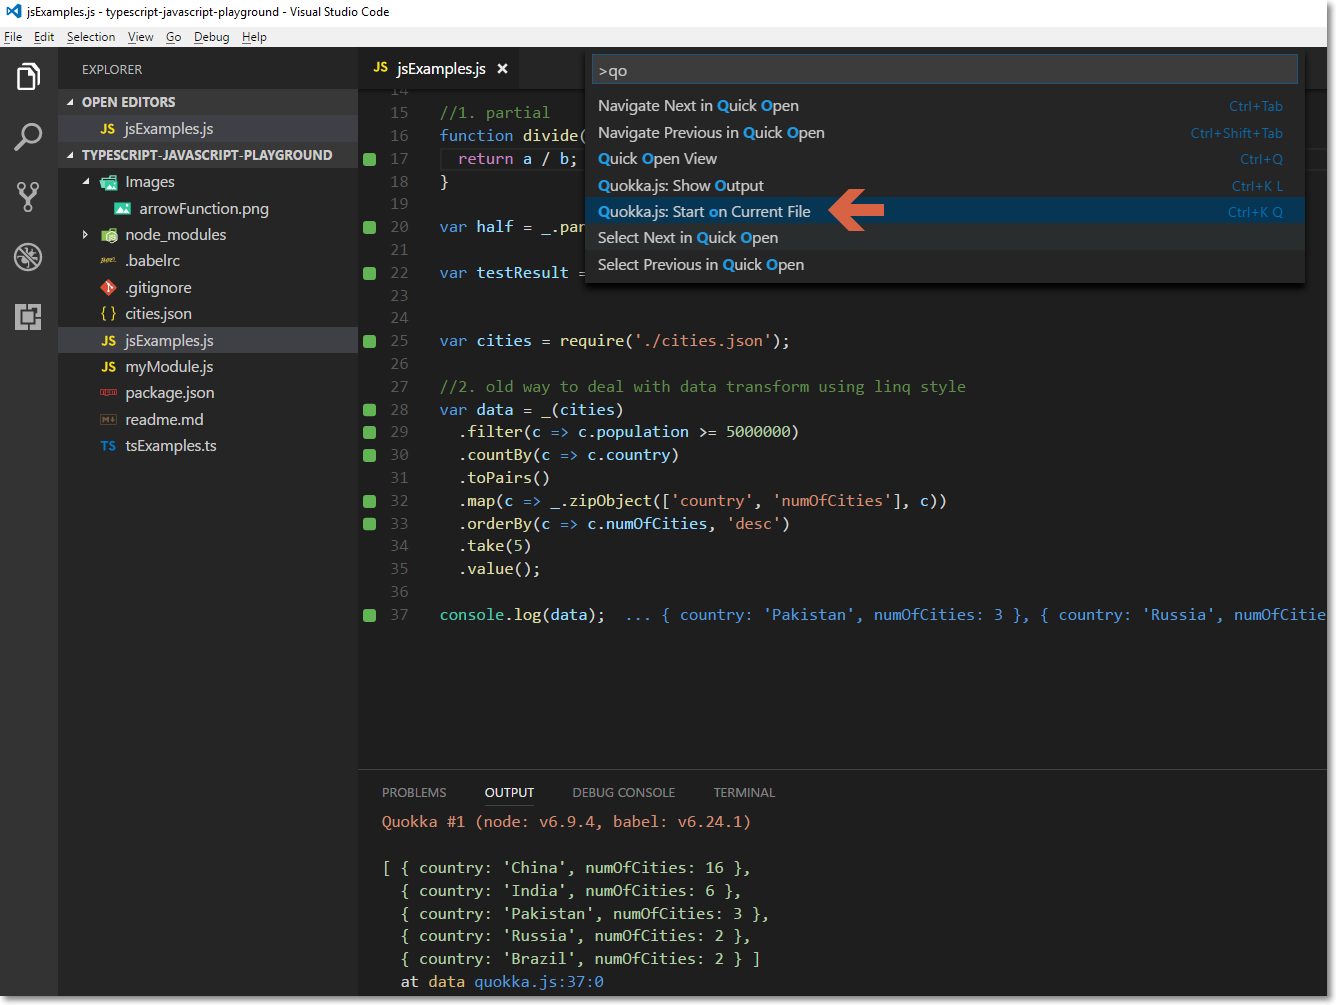 jsExamples.js - typescript-javascript-playground - Visual Studio Code
File Edit Selection View Go Debug Help
EXPLORER
OPEN EDITORS
JS jsExamples.js
TYPESCRIPT-JAVASCRIPT-PLAYGROUND
Images
arrowFunction.png
node_modules
.babelrc
.gitignore
{ } cities.json
JS jsExamples.js
JS myModule.js
package.json
readme.md
TS tsExamples.ts
JS jsExamples.js ×
>qo
Navigate Next in Quick Open Ctrl+Tab
Navigate Previous in Quick Open Ctrl+Shift+Tab
Quick Open View Ctrl+Q
Quokka.js: Show Output Ctrl+K L
Quokka.js: Start on Current File Ctrl+K Q
Select Next in Quick Open
Select Previous in Quick Open
14
15 //1. partial
16 function divide(
17 return a / b;
18 }
19
20 var half = _.par
21
22 var testResult =
23
24
25 var cities = require('./cities.json');
26
27 //2. old way to deal with data transform using linq style
28 var data = _(cities)
29 .filter(c => c.population >= 5000000)
30 .countBy(c => c.country)
31 .toPairs()
32 .map(c => _.zipObject(['country', 'numOfCities'], c))
33 .orderBy(c => c.numOfCities, 'desc')
34 .take(5)
35 .value();
36
37 console.log(data); ... { country: 'Pakistan', numOfCities: 3 }, { country: 'Russia', numOfCitie
PROBLEMS OUTPUT DEBUG CONSOLE TERMINAL
Quokka #1 (node: v6.9.4, babel: v6.24.1)
[ { country: 'China', numOfCities: 16 },
{ country: 'India', numOfCities: 6 },
{ country: 'Pakistan', numOfCities: 3 },
{ country: 'Russia', numOfCities: 2 },
{ country: 'Brazil', numOfCities: 2 } ]
at data quokka.js:37:0